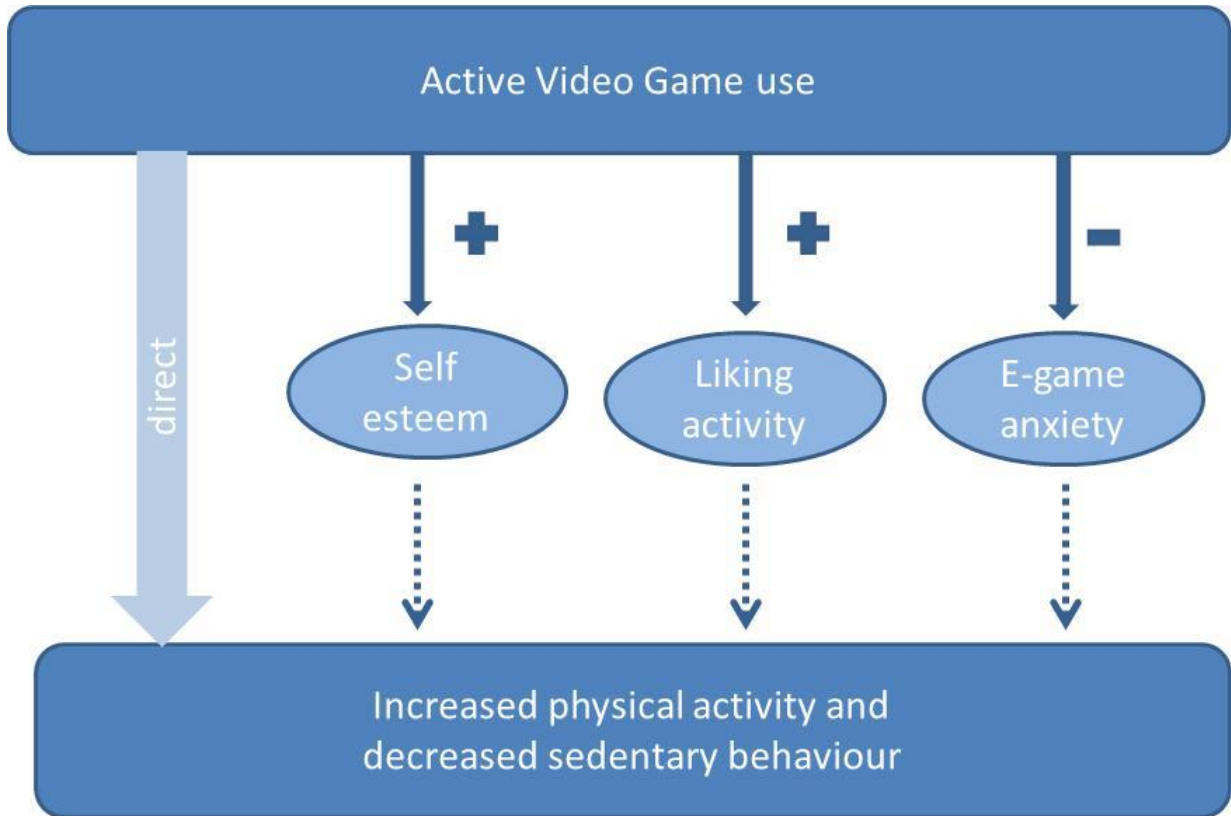 Active Video Game use
+
+
-
direct
Self
esteem
Liking
activity
E-game
anxiety
Increased physical activity and
decreased sedentary behaviour